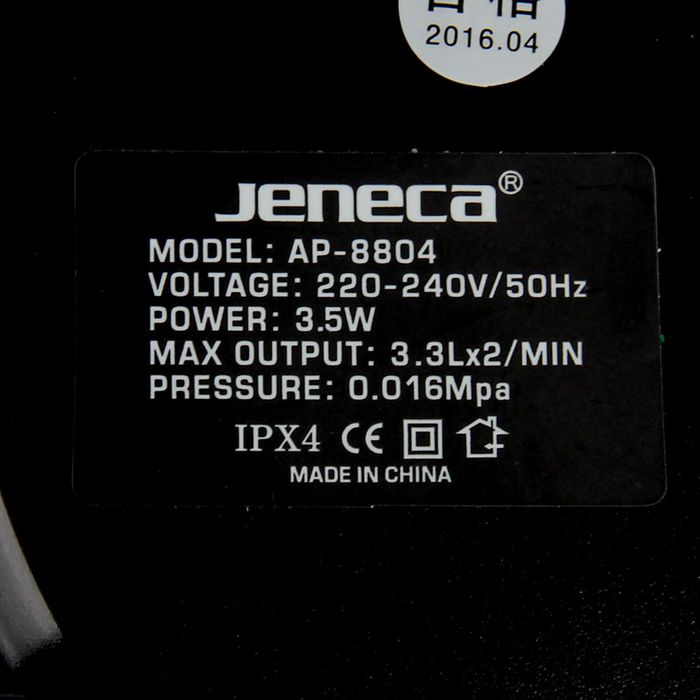 2016.04
Jeneca®
MODEL: AP-8804
VOLTAGE: 220-240V/50Hz
POWER: 3.5W
MAX OUTPUT: 3.3Lx2/MIN
PRESSURE: 0.016Mpa
IPX4 CE
MADE IN CHINA